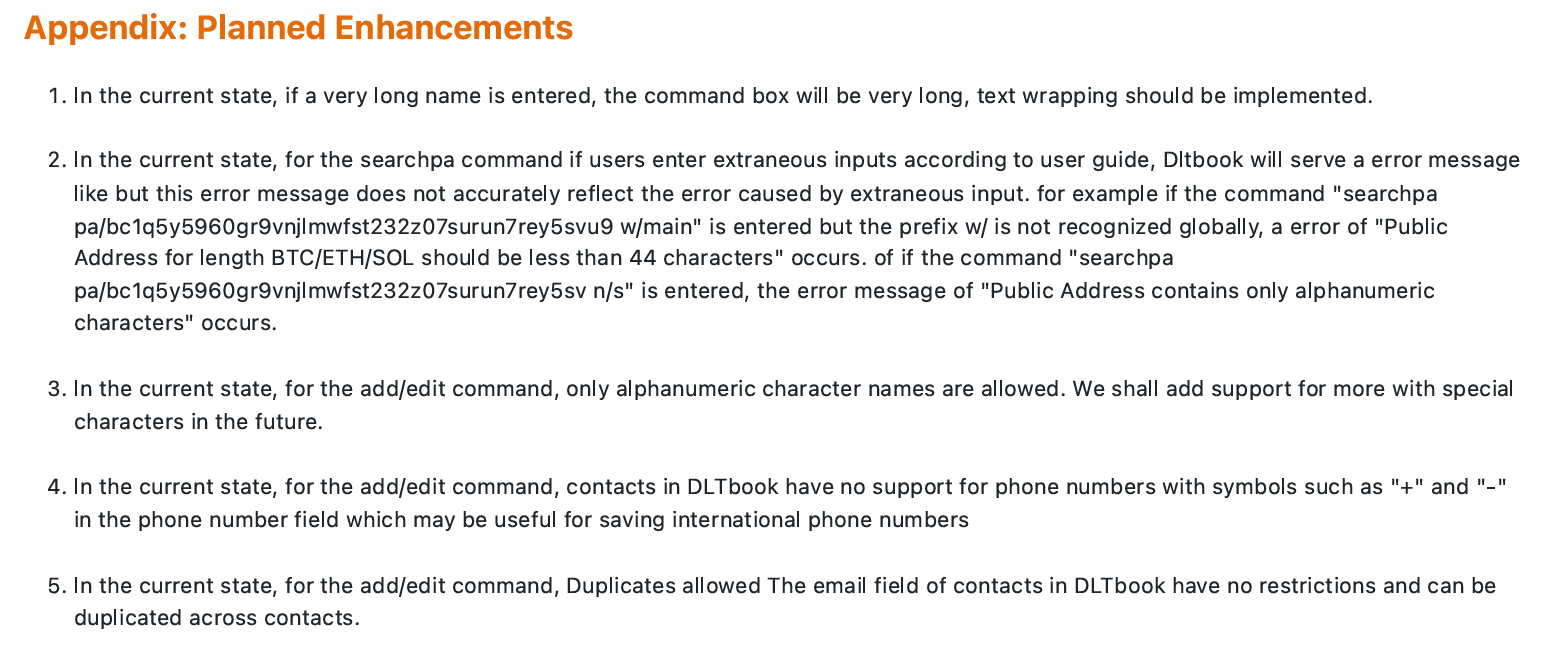 Appendix: Planned Enhancements
1. In the current state, if a very long name is entered, the command box will be very long, text wrapping should be implemented.
2. In the current state, for the searchpa command if users enter extraneous inputs according to user guide, Dltbook will serve a error message
like but this error message does not accurately reflect the error caused by extraneous input. for example if the command "searchpa
pa/bc1q5y5960gr9vnjlmwfst232z07surun7rey5svu9 w/main" is entered but the prefix w/ is not recognized globally, a error of "Public
Address for length BTC/ETH/SOL should be less than 44 characters" occurs. of if the command "searchpa
pa/bc1q5y5960gr9vnjlmwfst232z07surun7rey5sv n/s" is entered, the error message of "Public Address contains only alphanumeric
characters" occurs.
3. In the current state, for the add/edit command, only alphanumeric character names are allowed. We shall add support for more with special
characters in the future.
4. In the current state, for the add/edit command, contacts in DLTbook have no support for phone numbers with symbols such as "+" and "-"
in the phone number field which may be useful for saving international phone numbers
5. In the current state, for the add/edit command, Duplicates allowed The email field of contacts in DLTbook have no restrictions and can be
duplicated across contacts.